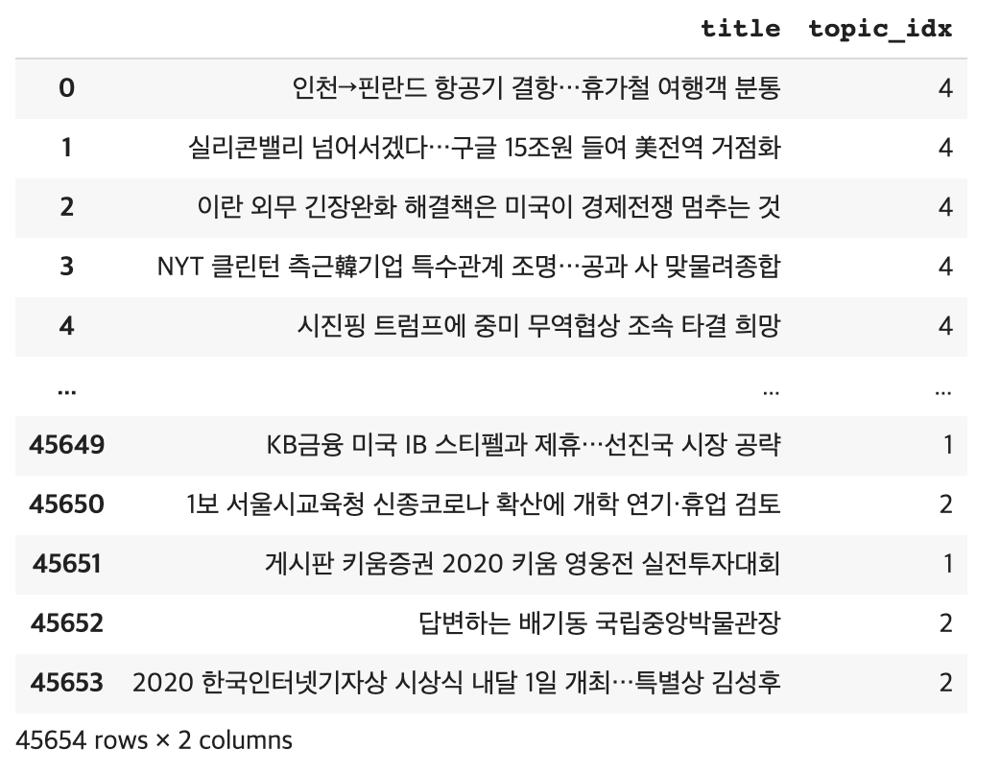 title topic_idx
0 인천→핀란드 항공기 결항…휴가철 여행객 분통 4
1 실리콘밸리 넘어서겠다…구글 15조원 들여 美전역 거점화 4
2 이란 외무 긴장완화 해결책은 미국이 경제전쟁 멈추는 것 4
3 NYT 클린턴 측근韓기업 특수관계 조명…공과 사 맞물려종합 4
4 시진핑 트럼프에 중미 무역협상 조속 타결 희망 4
... ... ...
45649 KB금융 미국 IB 스티펠과 제휴…선진국 시장 공략 1
45650 1보 서울시교육청 신종코로나 확산에 개학 연기·휴업 검토 2
45651 게시판 키움증권 2020 키움 영웅전 실전투자대회 1
45652 답변하는 배기동 국립중앙박물관장 2
45653 2020 한국인터넷기자상 시상식 내달 1일 개최…특별상 김성후 2
45654 rows × 2 columns